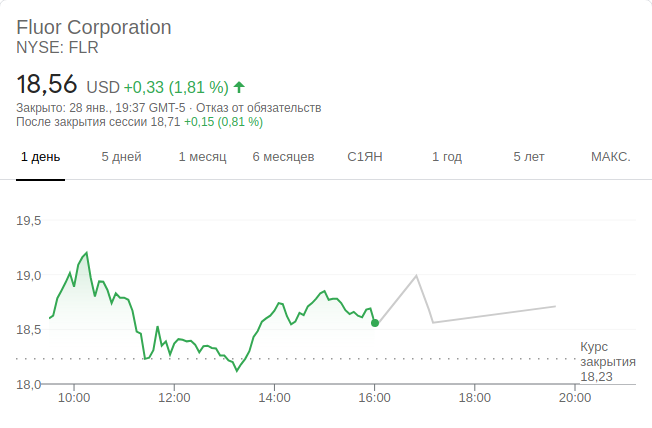 Fluor Corporation
NYSE: FLR
18,56 USD +0,33 (1,81 %)
Закрыто: 28 янв., 19:37 GMT-5 · Отказ от обязательств
После закрытия сессии 18,71 +0,15 (0,81 %)
1 день 5 дней 1 месяц 6 месяцев С1ЯН 1 год 5 лет МАКС.
19,5
19,0
18,5
Курс
закрытия
18,23
18,0
10:00 12:00 14:00 16:00 18:00 20:00